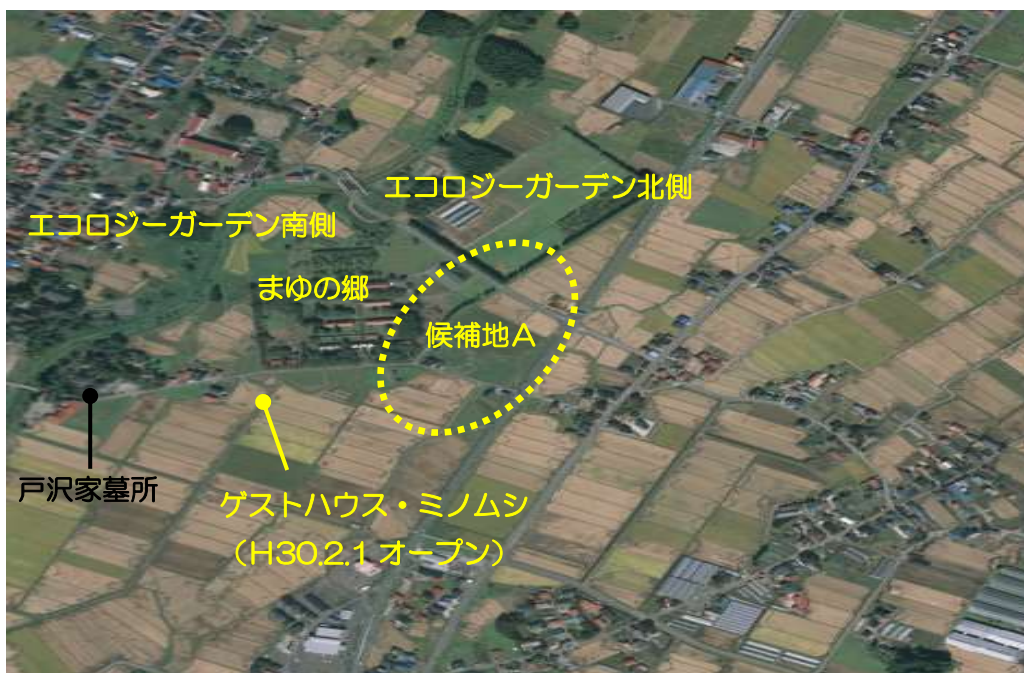 エコロジーガーデン北側
エコロジーガーデン南側
まゆの郷
候補地A
戸沢家墓所
ゲストハウス・ミノムシ
(H30.2.1 オープン)